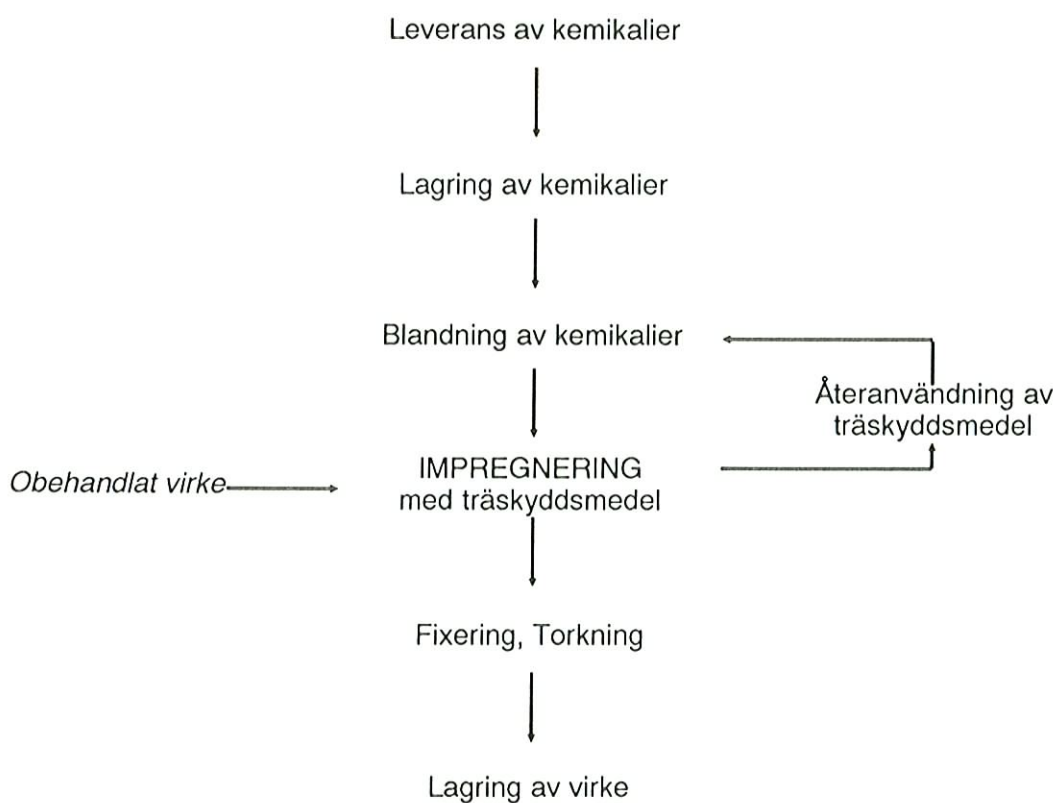 Leverans av kemikalier
Lagring av kemikalier
Blandning av kemikalier
Återanvändning av
träskyddsmedel
Obehandlat virke
IMPREGNERING
med träskyddsmedel
Fixering, Torkning
Lagring av virke